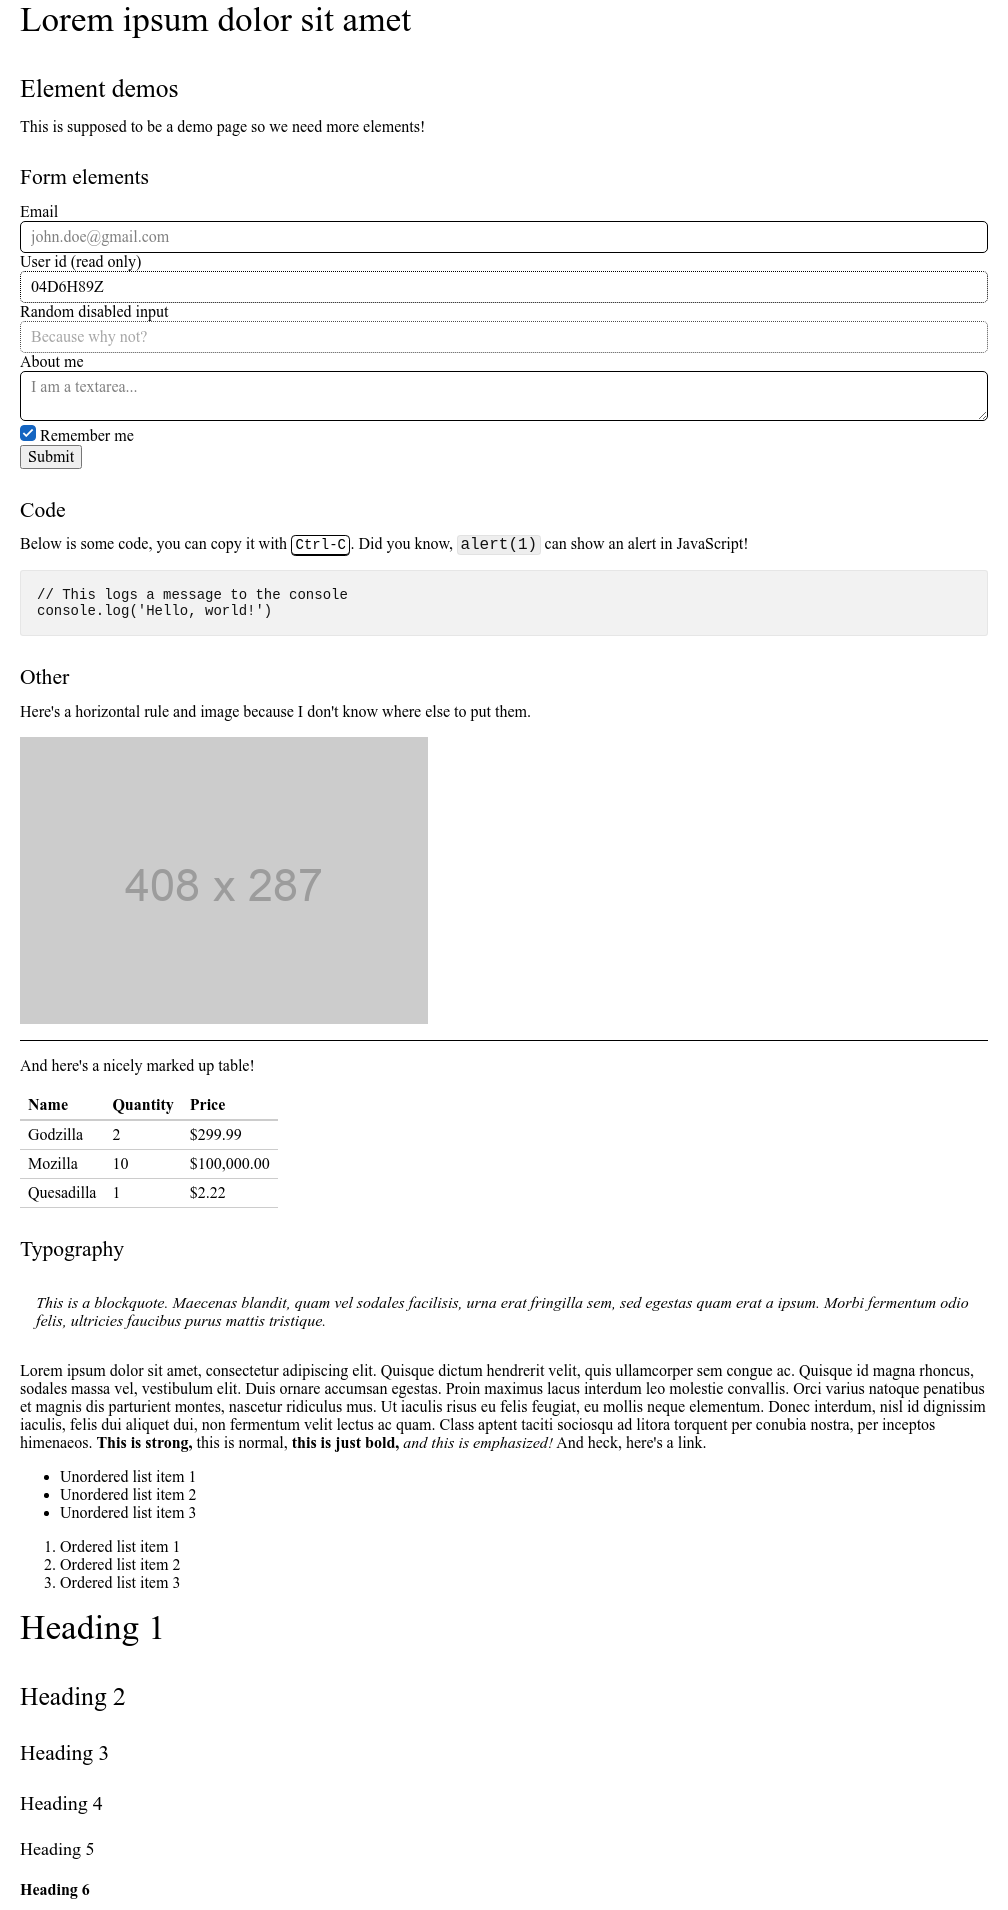 Lorem ipsum dolor sit amet
Element demos
This is supposed to be a demo page so we need more elements!
Form elements
Email
john.doe@gmail.com
User id (read only)
04D6H89Z
Random disabled input
Because why not?
About me
I am a textarea...
Remember me
Submit
Code
Below is some code, you can copy it with Ctrl-C. Did you know, alert(1) can show an alert in JavaScript!
// This logs a message to the console
console.log('Hello, world!')
Other
Here's a horizontal rule and image because I don't know where else to put them.
408 x 287
And here's a nicely marked up table!
Name Quantity Price
Godzilla 2 $299.99
Mozilla 10 $100,000.00
Quesadilla 1 $2.22
Typography
This is a blockquote. Maecenas blandit, quam vel sodales facilisis, urna erat fringilla sem, sed egestas quam erat a ipsum. Morbi fermentum odio
felis, ultricies faucibus purus mattis tristique.
Lorem ipsum dolor sit amet, consectetur adipiscing elit. Quisque dictum hendrerit velit, quis ullamcorper sem congue ac. Quisque id magna rhoncus,
sodales massa vel, vestibulum elit. Duis ornare accumsan egestas. Proin maximus lacus interdum leo molestie convallis. Orci varius natoque penatibus
et magnis dis parturient montes, nascetur ridiculus mus. Ut iaculis risus eu felis feugiat, eu mollis neque elementum. Donec interdum, nisl id dignissim
iaculis, felis dui aliquet dui, non fermentum velit lectus ac quam. Class aptent taciti sociosqu ad litora torquent per conubia nostra, per inceptos
himenaeos. This is strong, this is normal, this is just bold, and this is emphasized! And heck, here's a link.
• Unordered list item 1
• Unordered list item 2
• Unordered list item 3
1. Ordered list item 1
2. Ordered list item 2
3. Ordered list item 3
Heading 1
Heading 2
Heading 3
Heading 4
Heading 5
Heading 6